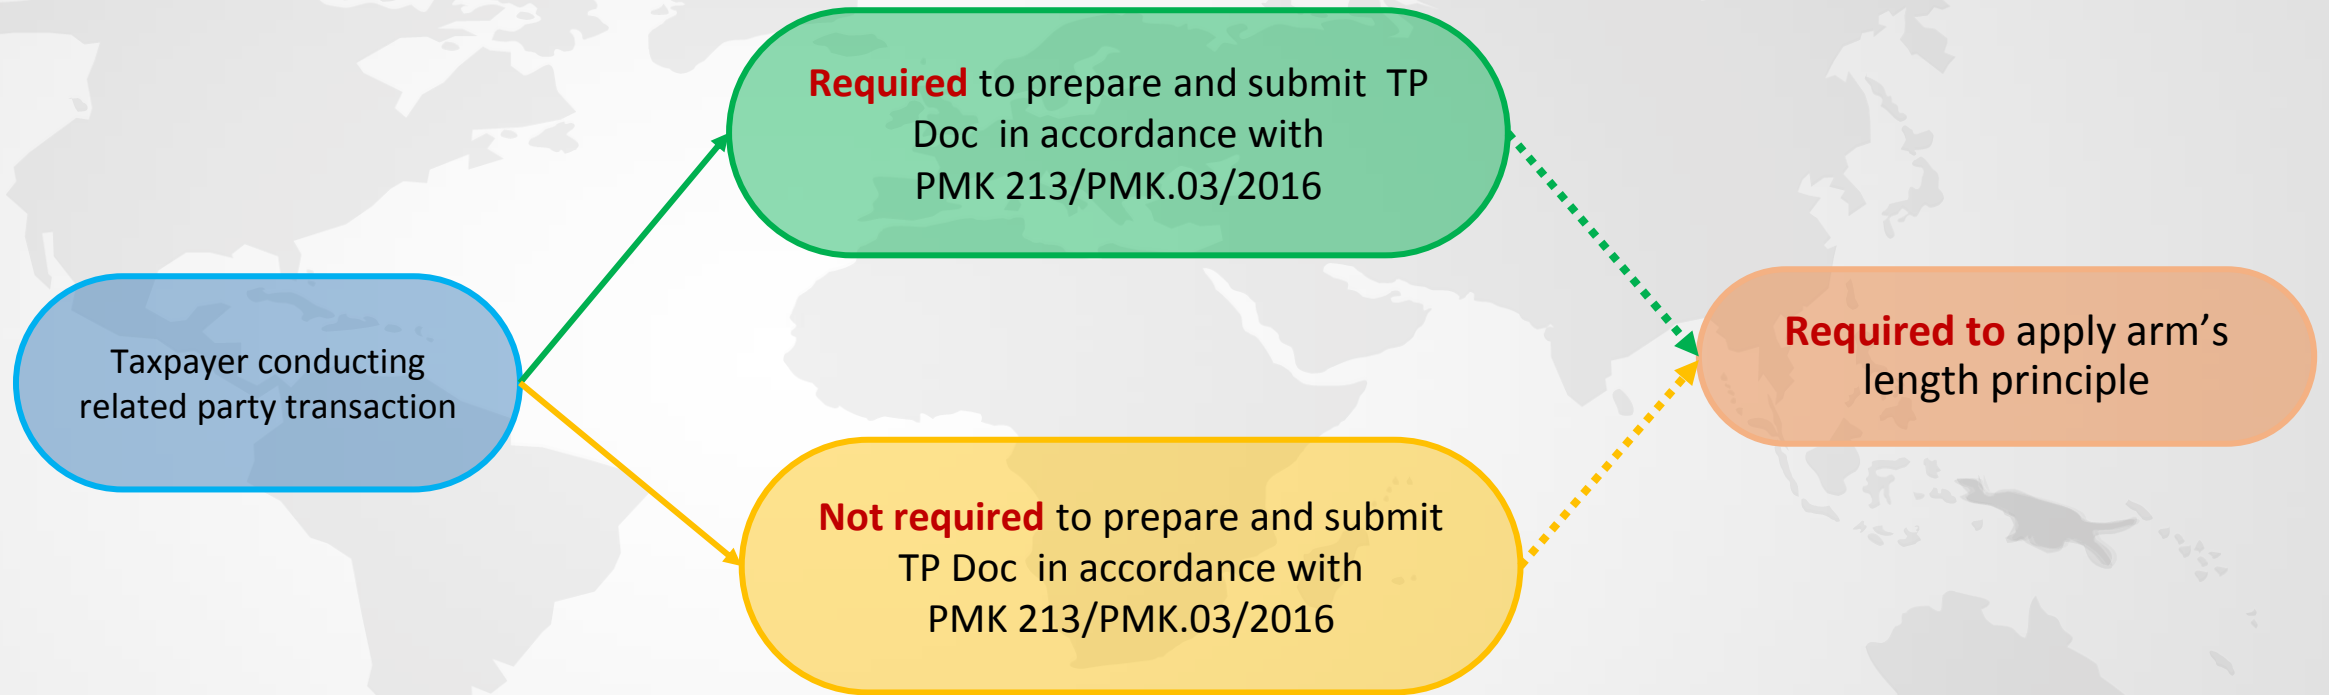 Taxpayer conducting
related party transaction
Required to prepare and submit TP
Doc in accordance with
PMK 213/PMK.03/2016
Not required to prepare and submit
TP Doc in accordance with
PMK 213/PMK.03/2016
Required to apply arm’s
length principle